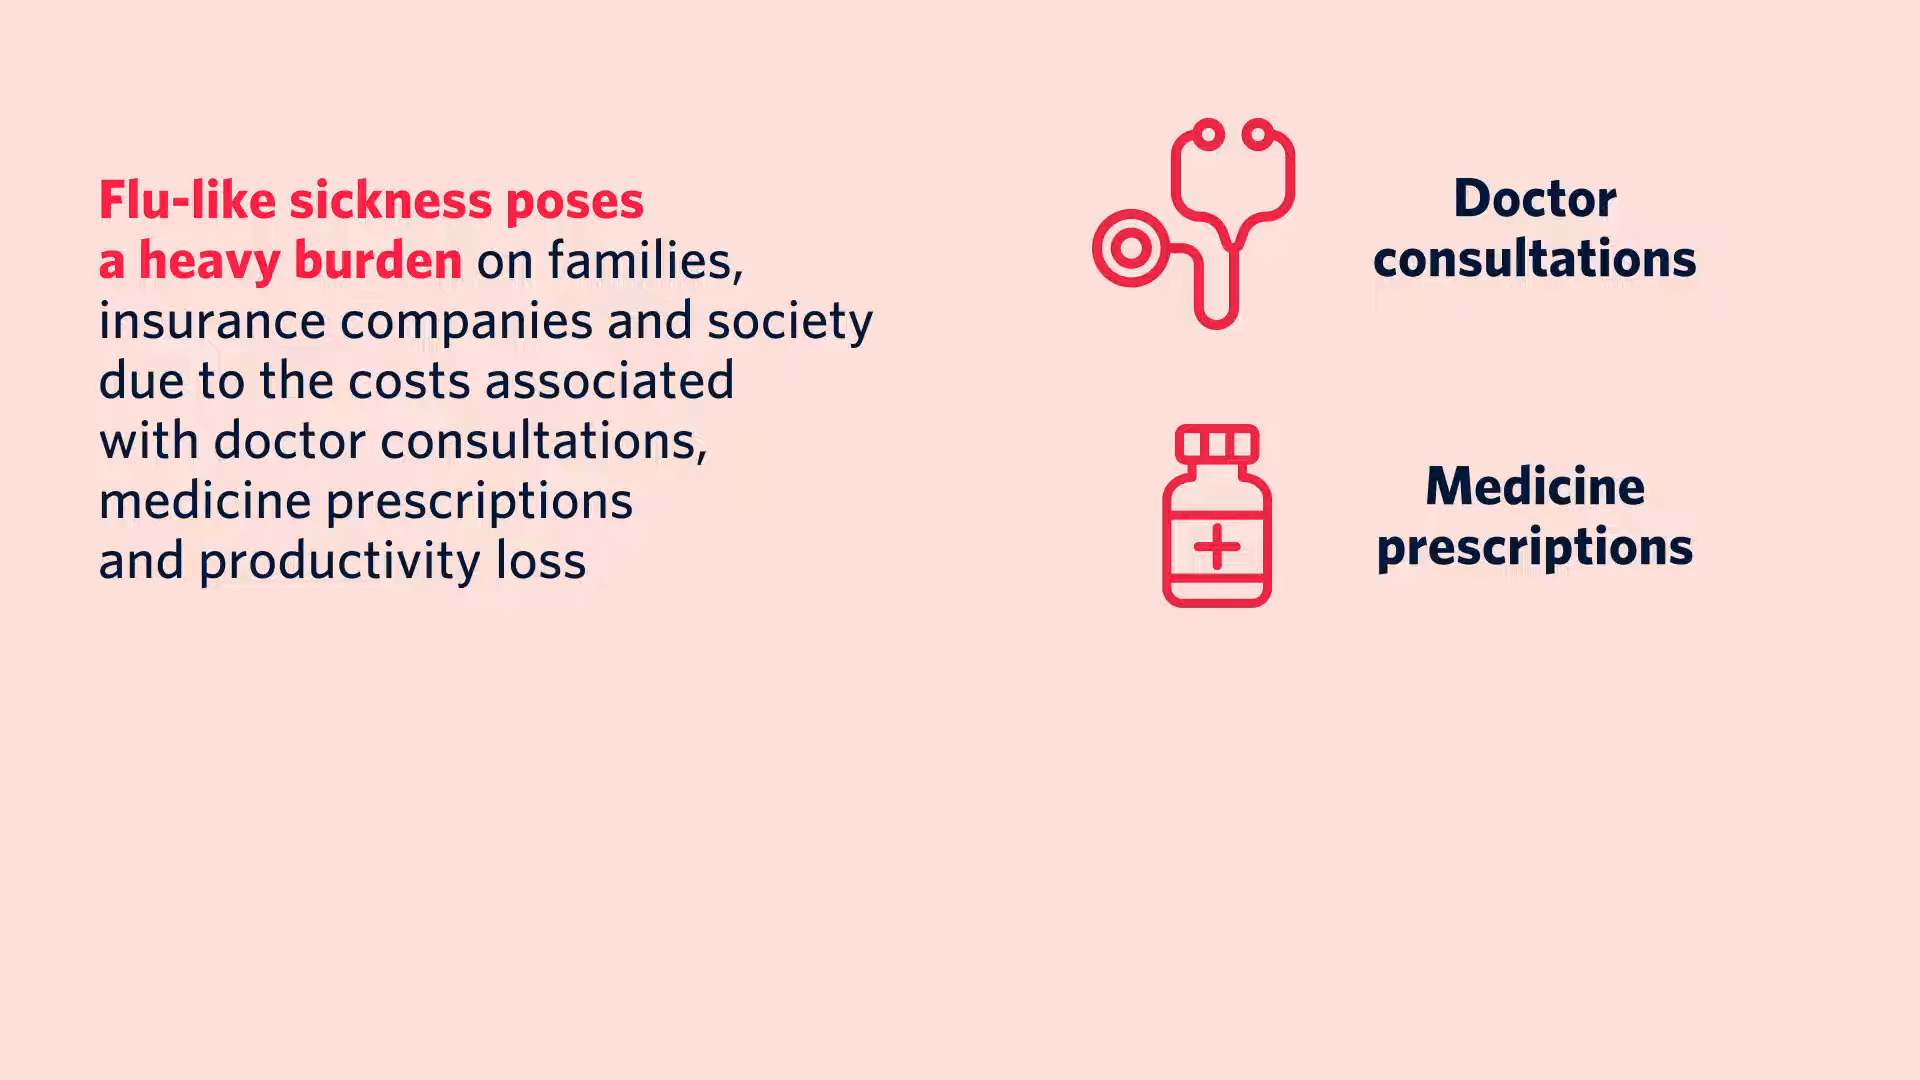 Flu-like sickness poses
a heavy burden on families,
insurance companies and society
due to the costs associated
with doctor consultations,
medicine prescriptions
and productivity loss
Doctor
consultations
Medicine
prescriptions